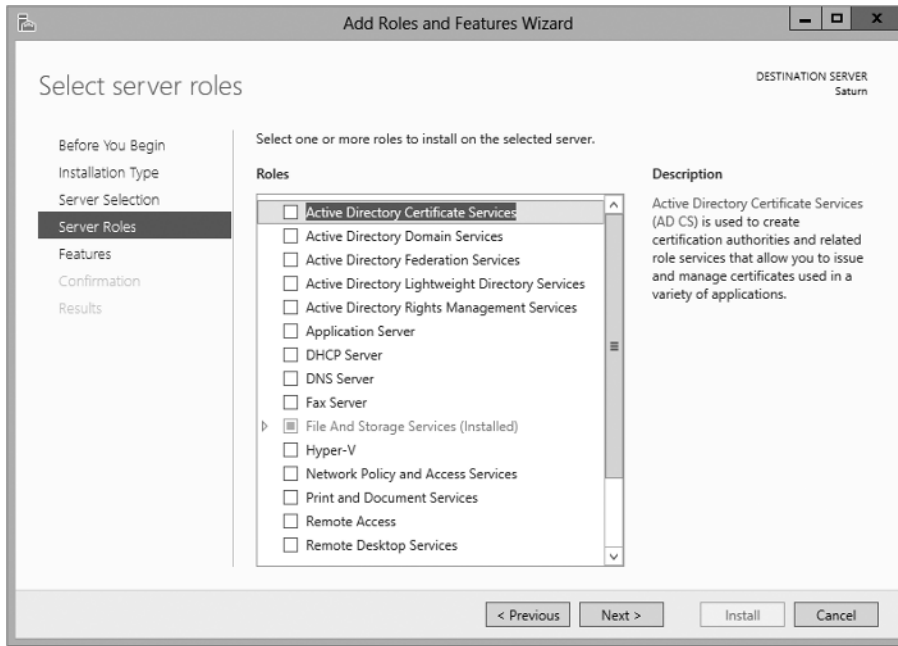 Add Roles and Features Wizard
Select server roles
DESTINATION SERVER
Saturn
Before You Begin
Installation Type
Server Selection
Server Roles
Features
Confirmation
Results
Select one or more roles to install on the selected server.
Roles
Active Directory Certificate Services
Active Directory Domain Services
Active Directory Federation Services
Active Directory Lightweight Directory Services
Active Directory Rights Management Services
Application Server
DHCP Server
DNS Server
Fax Server
File And Storage Services (Installed)
Hyper-V
Network Policy and Access Services
Print and Document Services
Remote Access
Remote Desktop Services
Description
Active Directory Certificate Services
(AD CS) is used to create
certification authorities and related
role services that allow you to issue
and manage certificates used in a
variety of applications.
< Previous
Next >
Install
Cancel